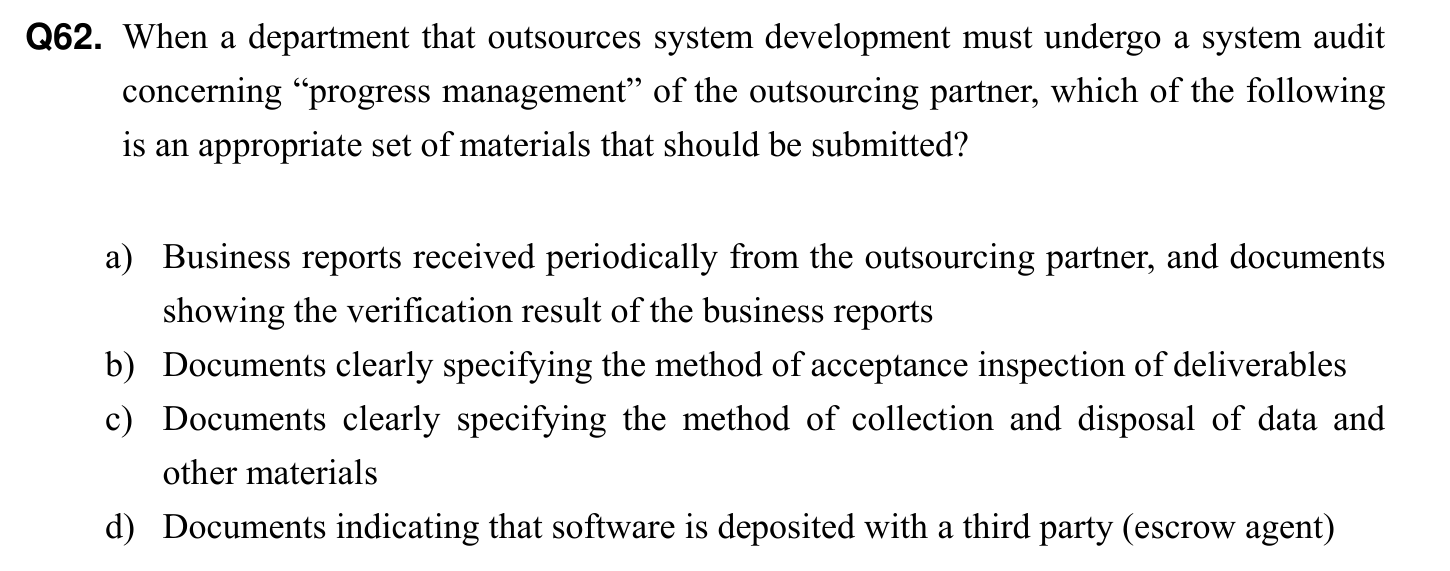 Q62. When a department that outsources system development must undergo a system audit
concerning “progress management” of the outsourcing partner, which of the following
is an appropriate set of materials that should be submitted?
a) Business reports received periodically from the outsourcing partner, and documents
showing the verification result of the business reports
b) Documents clearly specifying the method of acceptance inspection of deliverables
c) Documents clearly specifying the method of collection and disposal of data and
other materials
d) Documents indicating that software is deposited with a third party (escrow agent)